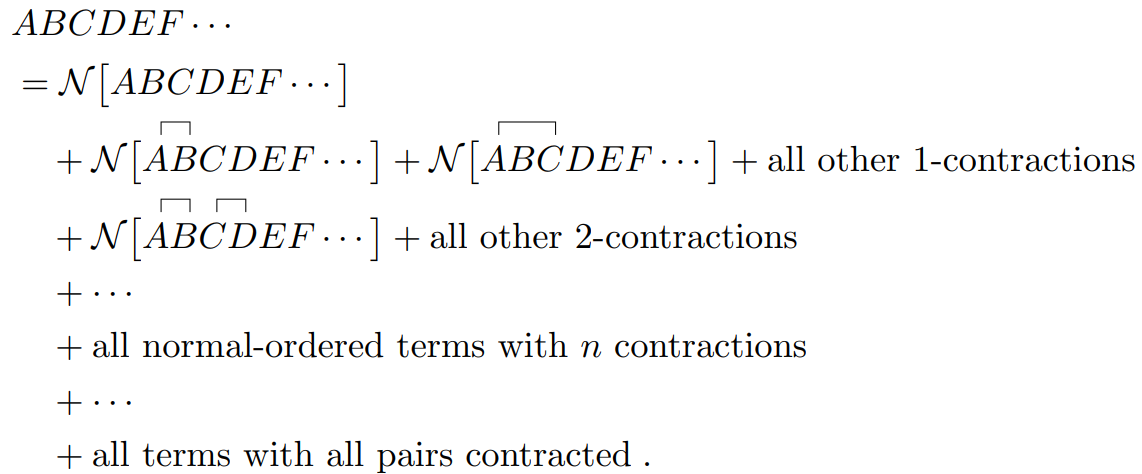 ABCDEF ⋯
= 𝒩[ABCDEF ⋯]
+ 𝒩[ABCDEF ⋯] + 𝒩[ABCDEF ⋯] + all other 1-contractions
+ 𝒩[ABCDEF ⋯] + all other 2-contractions
+ ⋯
+ all normal-ordered terms with n contractions
+ ⋯
+ all terms with all pairs contracted .